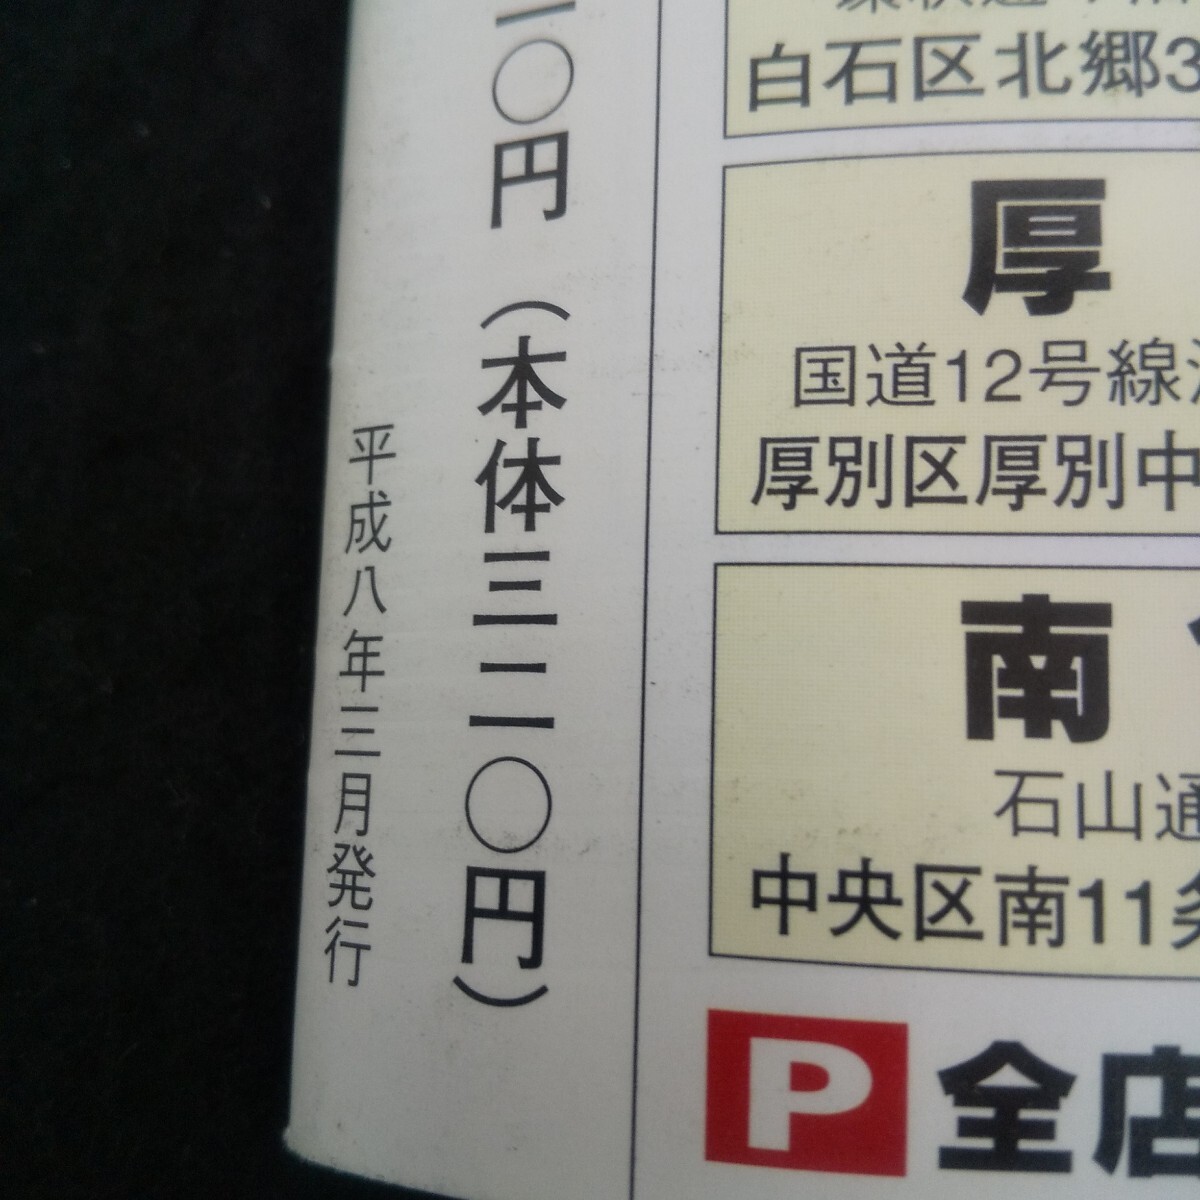 〇円（本体三二〇円）
平成八年三月発行
白石区北郷3
厚
国道12号線
厚別区厚別中
南
石山通
中央区南11条
P 全店